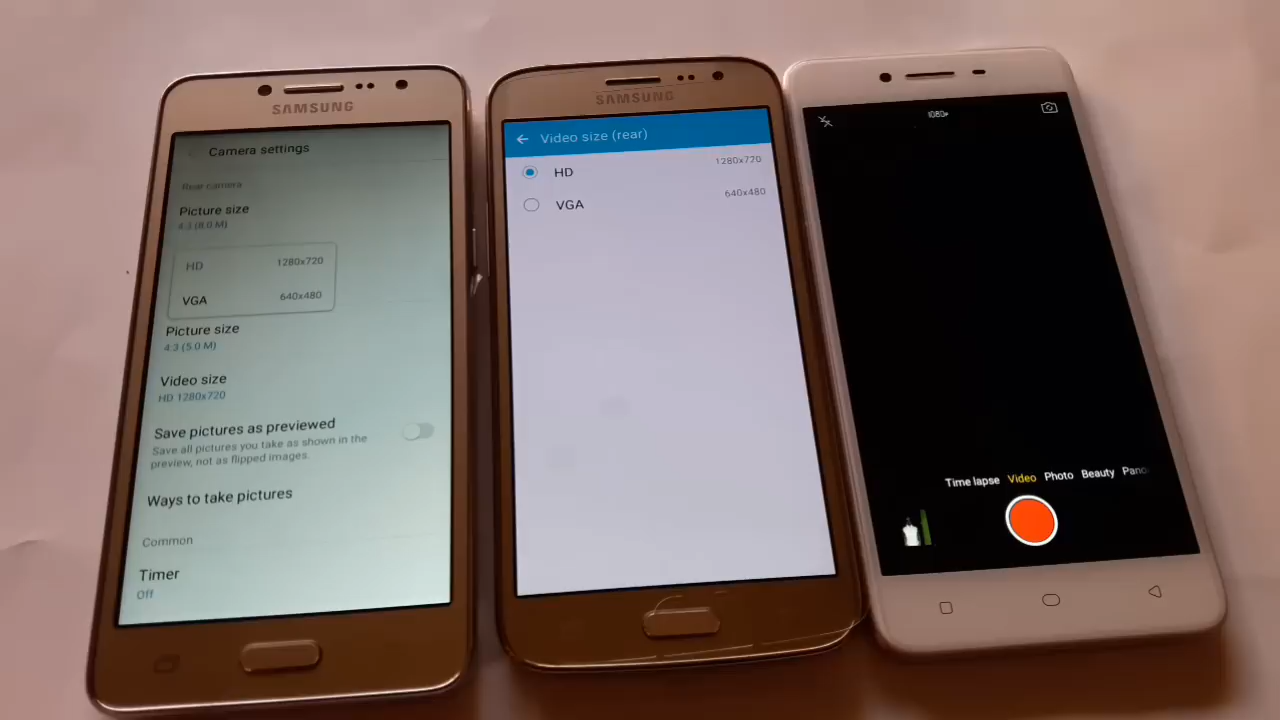 SAMSUNG
Camera settings
Rear camera
Picture size
4:3 (8.0 M)
HD 1280x720
VGA 640x480
Picture size
4:3 (5.0 M)
Video size
HD 1280x720
Save pictures as previewed
Save all pictures you take as shown in the
preview, not as flipped images.
Ways to take pictures
Common
Timer
Off
SAMSUNG
Video size (rear)
HD 1280x720
VGA 640x480
1080P
Time lapse Video Photo Beauty Pano